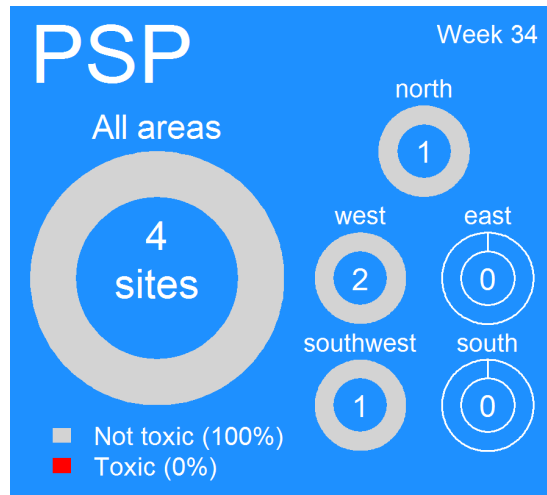 PSP
Week 34
All areas
4
sites
north
1
west
2
east
0
southwest
1
south
0
Not toxic (100%)
Toxic (0%)